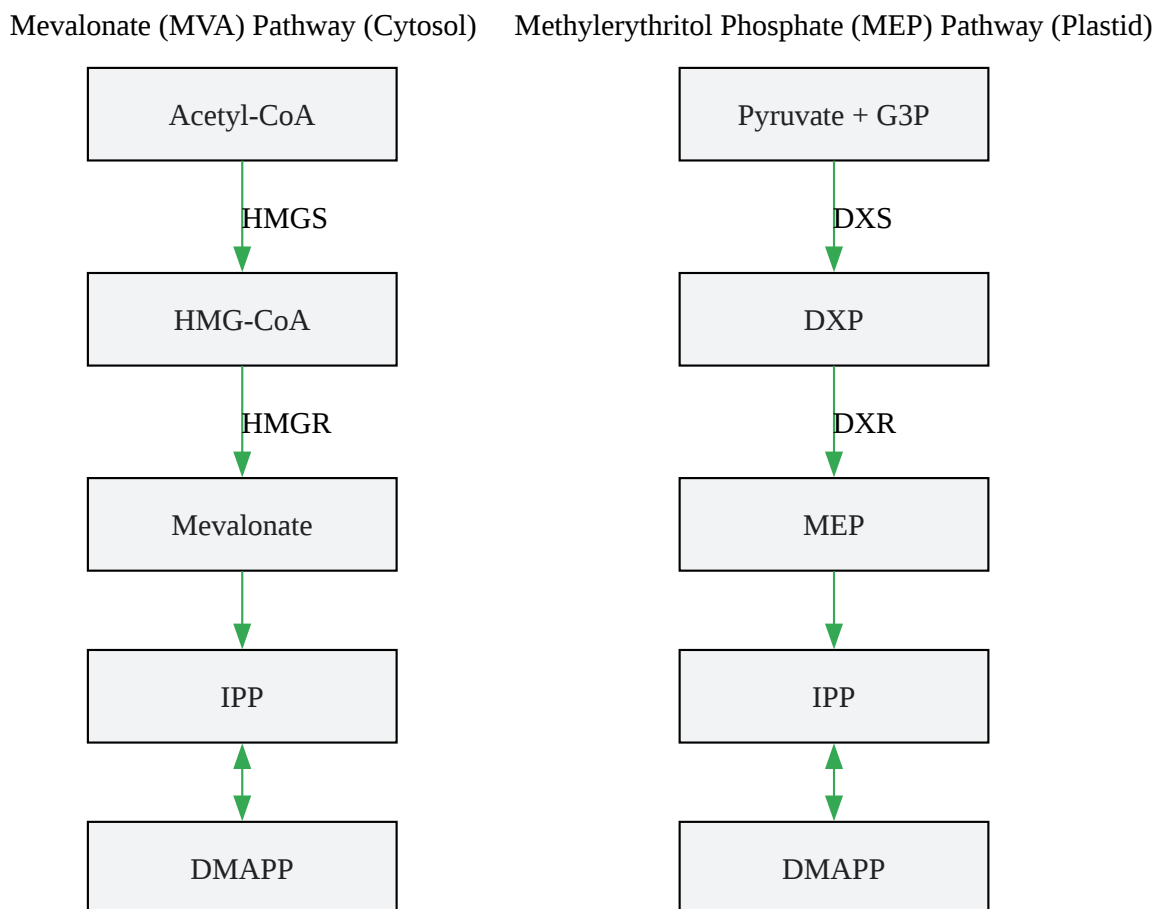 Mevalonate (MVA) Pathway (Cytosol)
Methylerythritol Phosphate (MEP) Pathway (Plastid)
Acetyl-CoA
HMGS
HMG-CoA
HMGR
Mevalonate
IPP
DMAPP
Pyruvate + G3P
DXS
DXP
DXR
MEP
IPP
DMAPP